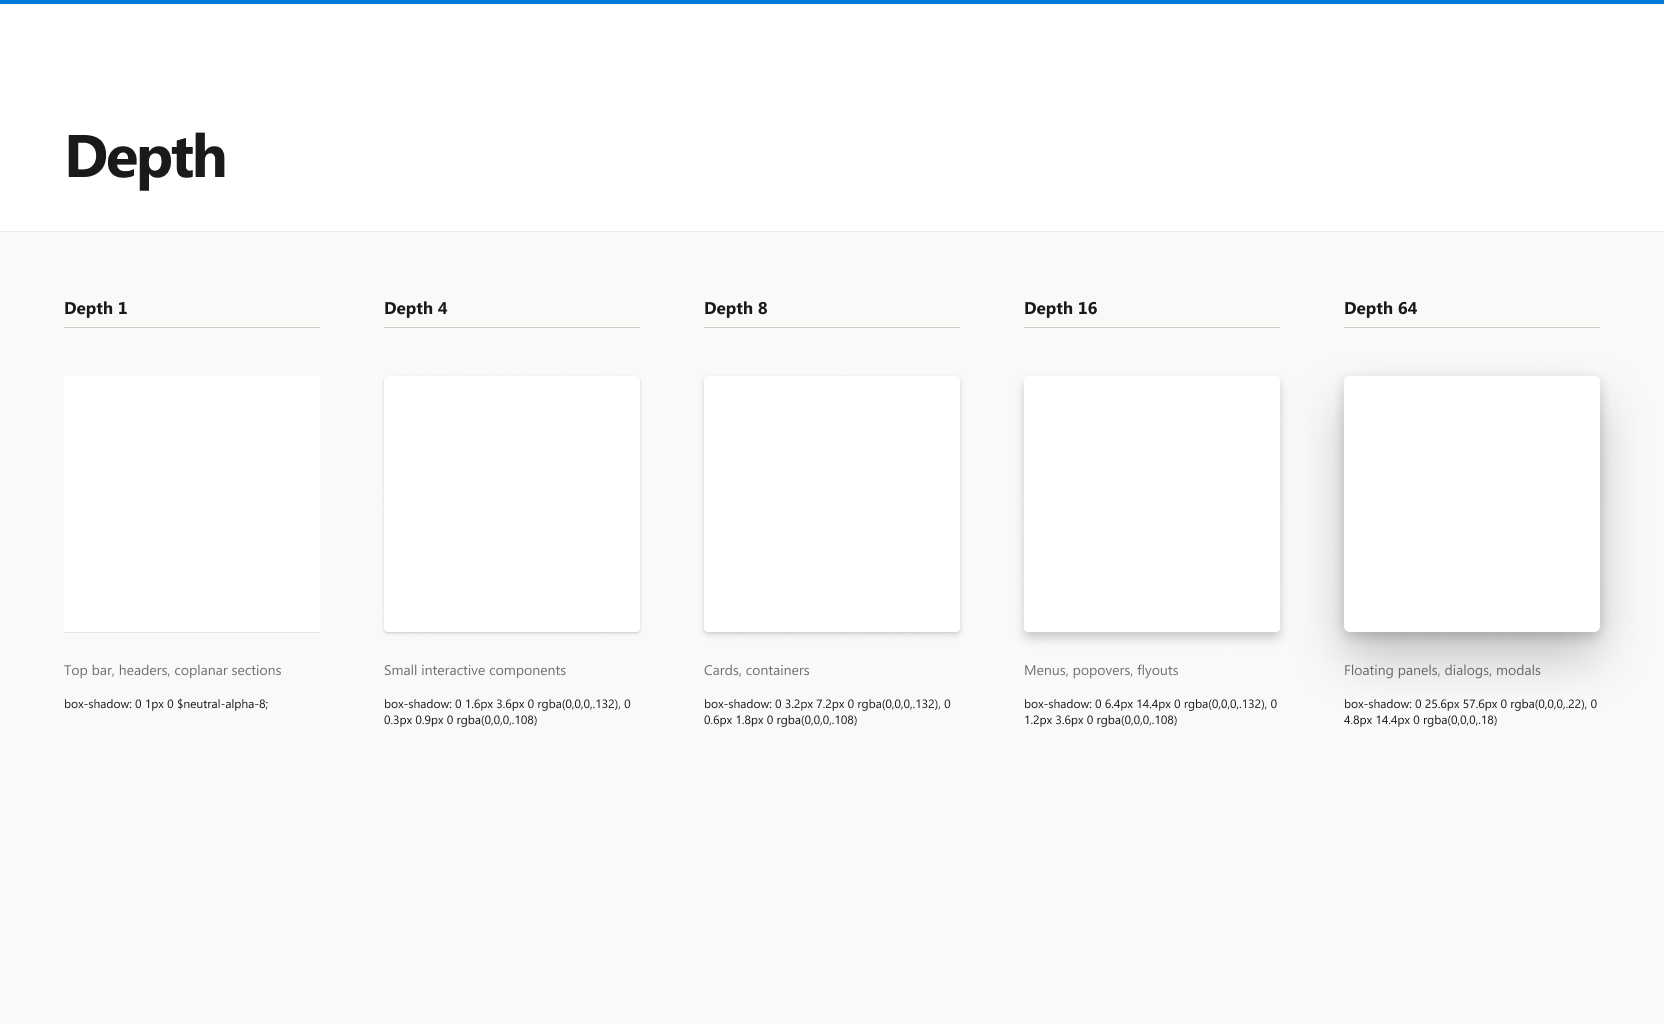 Depth
Depth 1
Depth 4
Depth 8
Depth 16
Depth 64
Top bar, headers, coplanar sections
box-shadow: 0 1px 0 $neutral-alpha-8;
Small interactive components
box-shadow: 0 1.6px 3.6px 0 rgba(0,0,0,.132), 0
0.3px 0.9px 0 rgba(0,0,0,.108)
Cards, containers
box-shadow: 0 3.2px 7.2px 0 rgba(0,0,0,.132), 0
0.6px 1.8px 0 rgba(0,0,0,.108)
Menus, popovers, flyouts
box-shadow: 0 6.4px 14.4px 0 rgba(0,0,0,.132), 0
1.2px 3.6px 0 rgba(0,0,0,.108)
Floating panels, dialogs, modals
box-shadow: 0 25.6px 57.6px 0 rgba(0,0,0,.22), 0
4.8px 14.4px 0 rgba(0,0,0,.18)